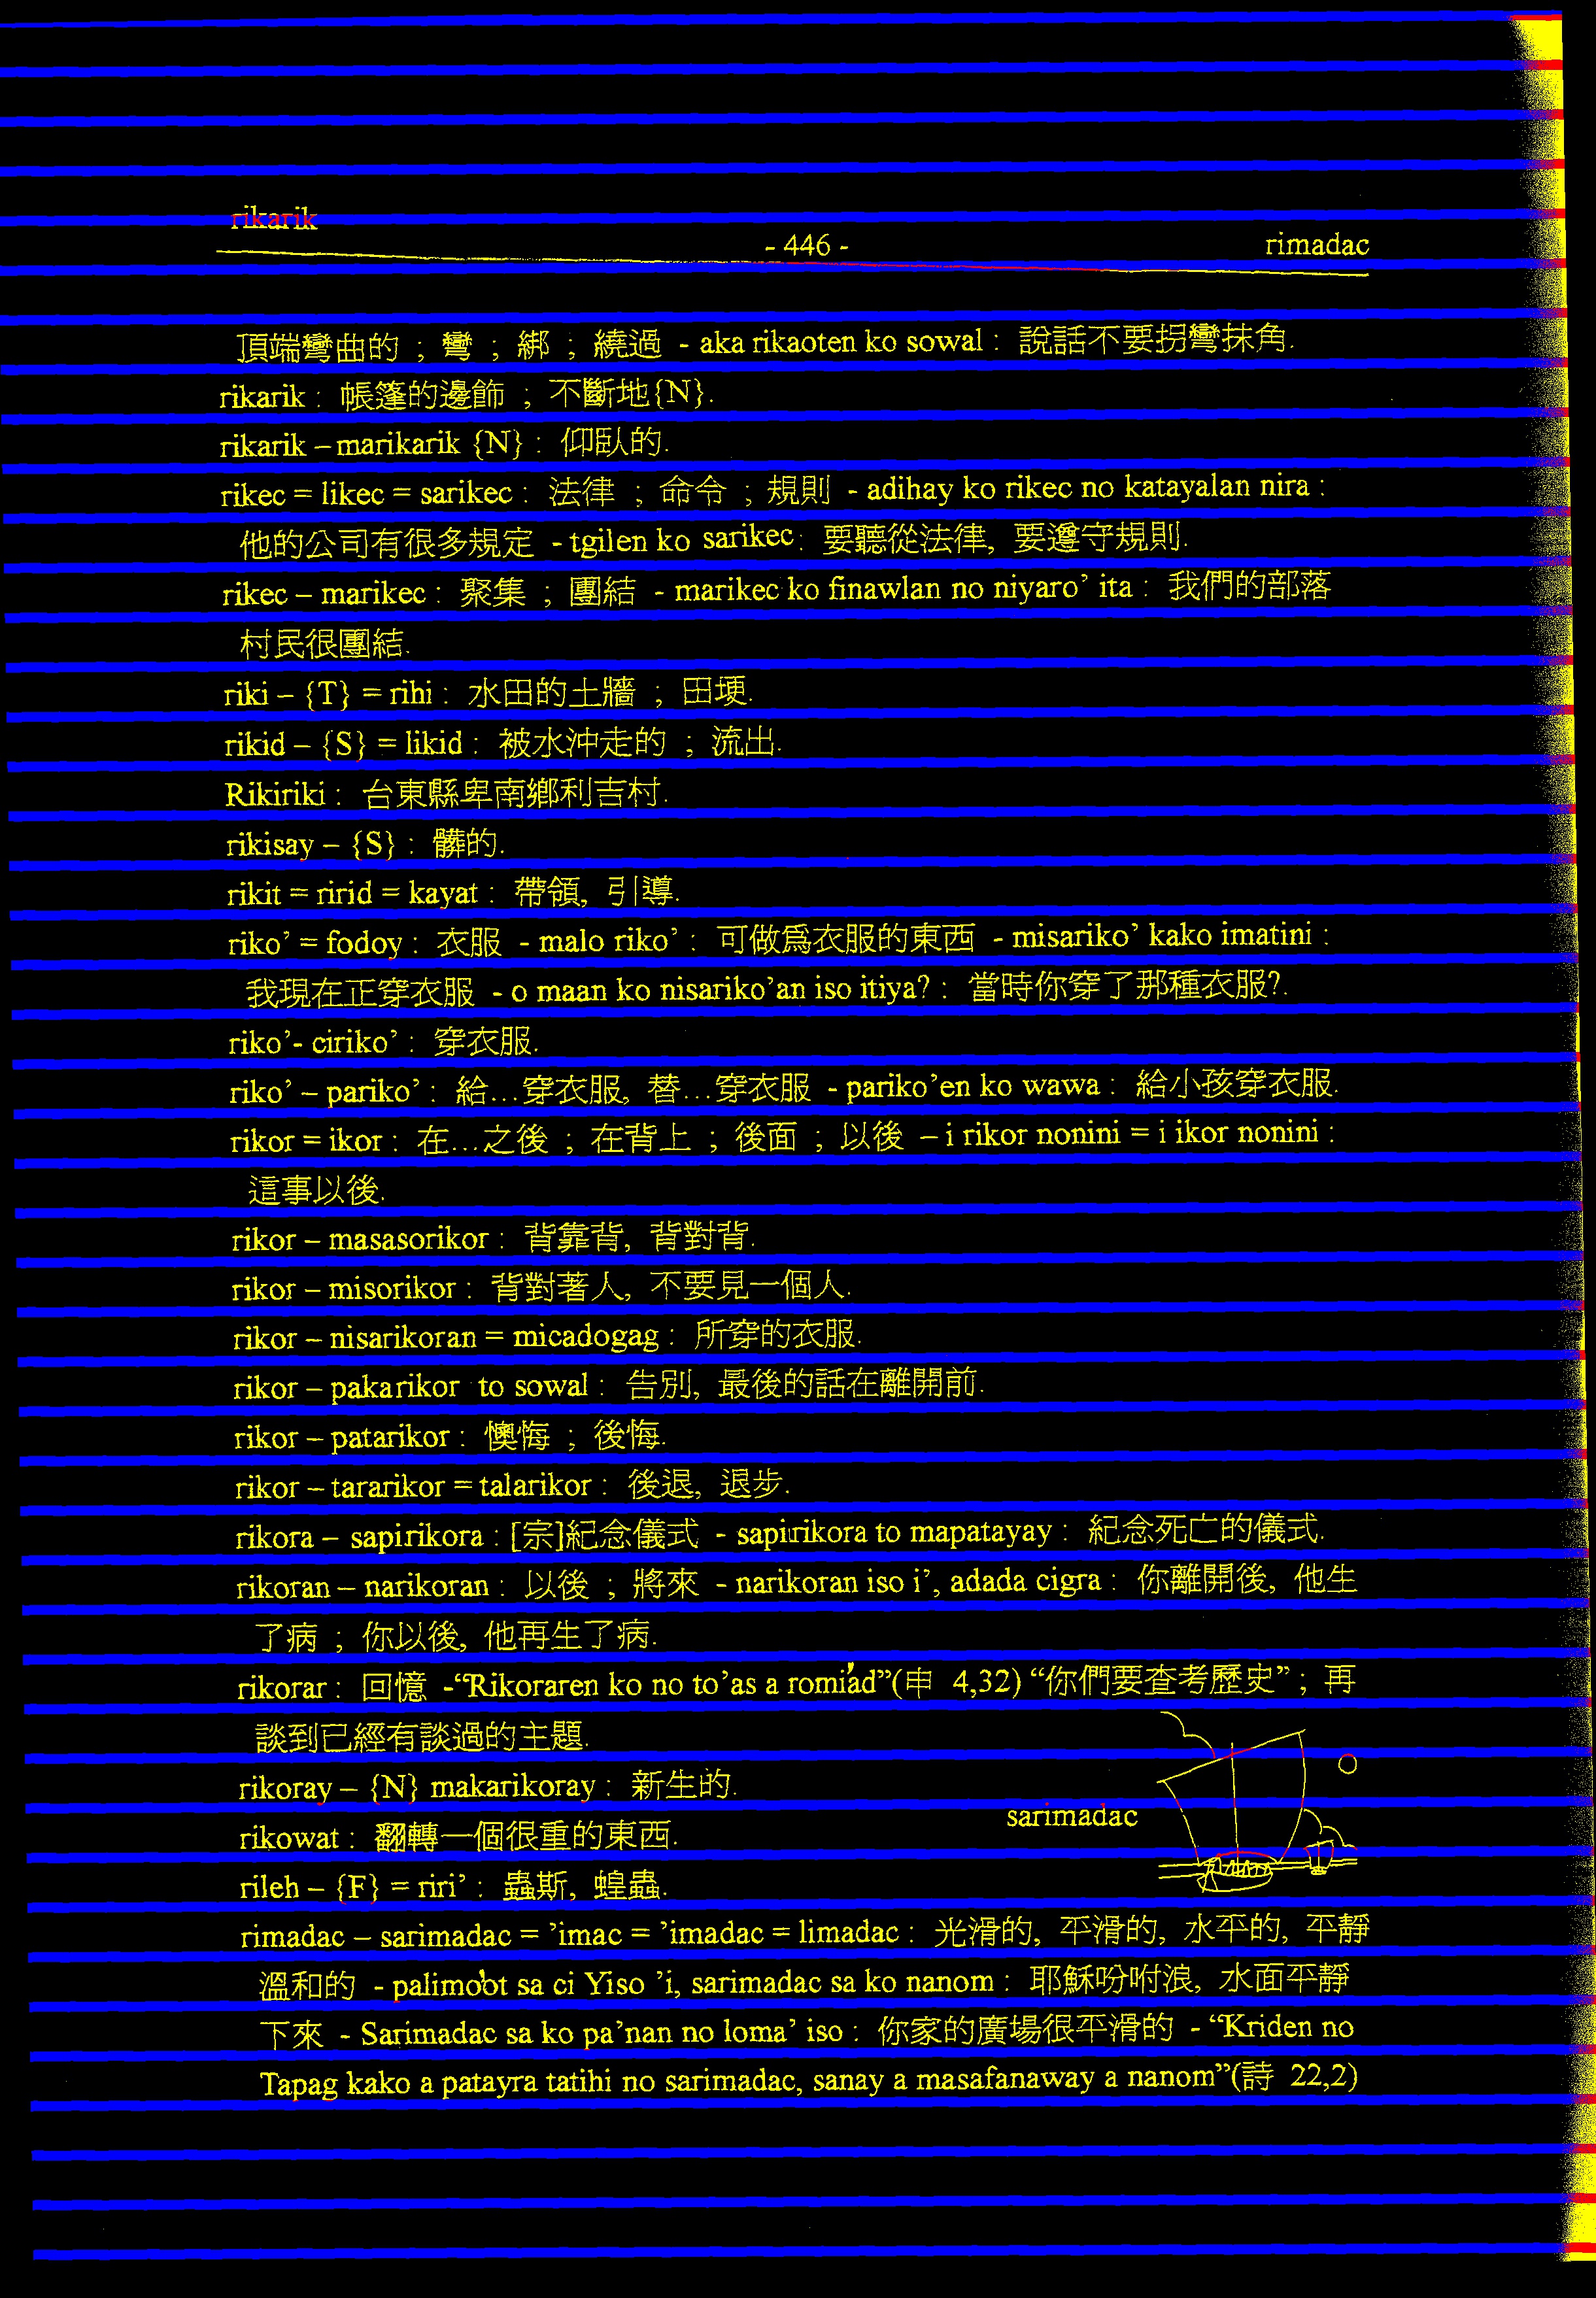 rikarik
- 446 - rimadac
頂端彎曲的 ; 彎 ; 綁 ; 繞過 - aka rikaoten ko sowal : 說話不要拐彎抹角.
rikarik : 帳篷的邊飾 ; 不斷地{N}.
rikarik – marikarik {N} : 仰臥的.
rikec = likec = sarikec : 法律 ; 命令 ; 規則 - adihay ko rikec no katayalan nira :
他的公司有很多規定 - tgilen ko sarikec : 要聽從法律, 要遵守規則.
rikec – marikec : 聚集 ; 團結 - marikec ko finawlan no niyaro’ ita : 我們的部落
村民很團結.
riki – {T} = rihi : 水田的土牆 ; 田埂.
rikid – {S} = likid : 被水沖走的 ; 流出.
Rikiriki : 台東縣卑南鄉利吉村.
rikisay – {S} : 髒的.
rikit = ririd = kayat : 帶領, 引導.
riko’ = fodoy : 衣服 - malo riko’ : 可做爲衣服的東西 - misariko’ kako imatini :
我現在正穿衣服 - o maan ko nisariko’an iso itiya? : 當時你穿了那種衣服?.
riko’- ciriko’ : 穿衣服.
riko’ – pariko’ : 給…穿衣服, 替…穿衣服 - pariko’en ko wawa : 給小孩穿衣服.
rikor = ikor : 在…之後 ; 在背上 ; 後面 ; 以後 – i rikor nonini = i ikor nonini :
這事以後.
rikor – masasorikor : 背靠背, 背對背.
rikor – misorikor : 背對著人, 不要見一個人.
rikor – nisarikoran = micadogag : 所穿的衣服.
rikor – pakarikor to sowal : 告別, 最後的話在離開前.
rikor – patarikor : 懊悔 ; 後悔.
rikor – tararikor = talarikor : 後退, 退步.
rikora – sapirikora : [宗]紀念儀式 - sapirikora to mapatayay : 紀念死亡的儀式.
rikoran – narikoran : 以後 ; 將來 - narikoran iso i’, adada cigra : 你離開後, 他生
了病 ; 你以後, 他再生了病.
rikorar : 回憶 -“Rikoraren ko no to’as a romi’ad”(申 4,32) “你們要查考歷史” ; 再
談到已經有談過的主題.
rikoray – {N} makarikoray : 新生的.
sarimadac
rikowat : 翻轉一個很重的東西.
rileh – {F} = riri’ : 螽斯, 蝗蟲.
rimadac – sarimadac = ’imac = ’imadac = limadac : 光滑的, 平滑的, 水平的, 平靜
溫和的 - palimo’ot sa ci Yiso ’i, sarimadac sa ko nanom : 耶穌吩咐浪, 水面平靜
下來 - Sarimadac sa ko pa’nan no loma’ iso : 你家的廣場很平滑的 - “Kriden no
Tapag kako a patayra tatihi no sarimadac, sanay a masafanaway a nanom”(詩 22,2)